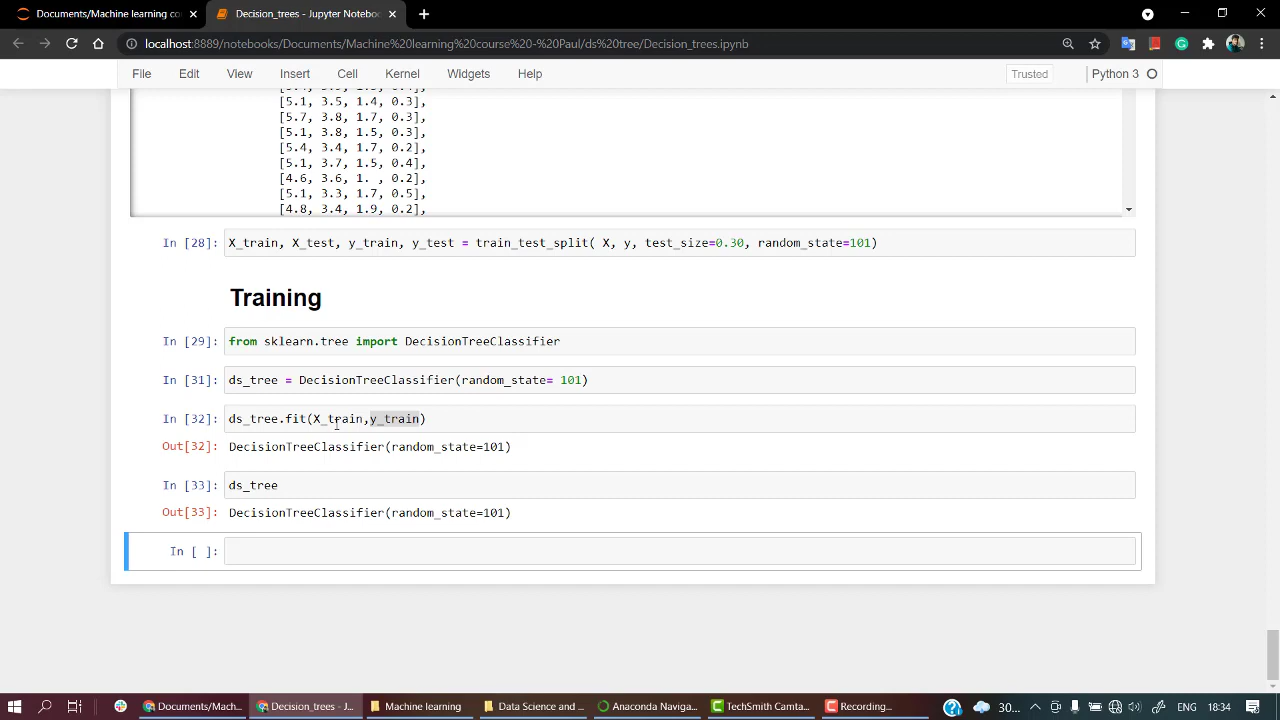 Documents/Machine learning co
Decision_trees - Jupyter Noteboo
localhost:8889/notebooks/Documents/Machine%20learning%20course%20-%20Paul/ds%20tree/Decision_trees.ipynb
File Edit View Insert Cell Kernel Widgets Help
Trusted
Python 3
[5.1, 3.5, 1.4, 0.3],
[5.7, 3.8, 1.7, 0.3],
[5.1, 3.8, 1.5, 0.3],
[5.4, 3.4, 1.7, 0.2],
[5.1, 3.7, 1.5, 0.4],
[4.6, 3.6, 1. , 0.2],
[5.1, 3.3, 1.7, 0.5],
[4.8, 3.4, 1.9, 0.2],
In [28]: X_train, X_test, y_train, y_test = train_test_split( X, y, test_size=0.30, random_state=101)
Training
In [29]: from sklearn.tree import DecisionTreeClassifier
In [31]: ds_tree = DecisionTreeClassifier(random_state= 101)
In [32]: ds_tree.fit(X_train,y_train)
Out[32]: DecisionTreeClassifier(random_state=101)
In [33]: ds_tree
Out[33]: DecisionTreeClassifier(random_state=101)
In [ ]:
Documents/Mach...
Decision_trees - J...
Machine learning
Data Science and ...
Anaconda Naviga...
TechSmith Camta...
Recording...
30...
ENG
18:34